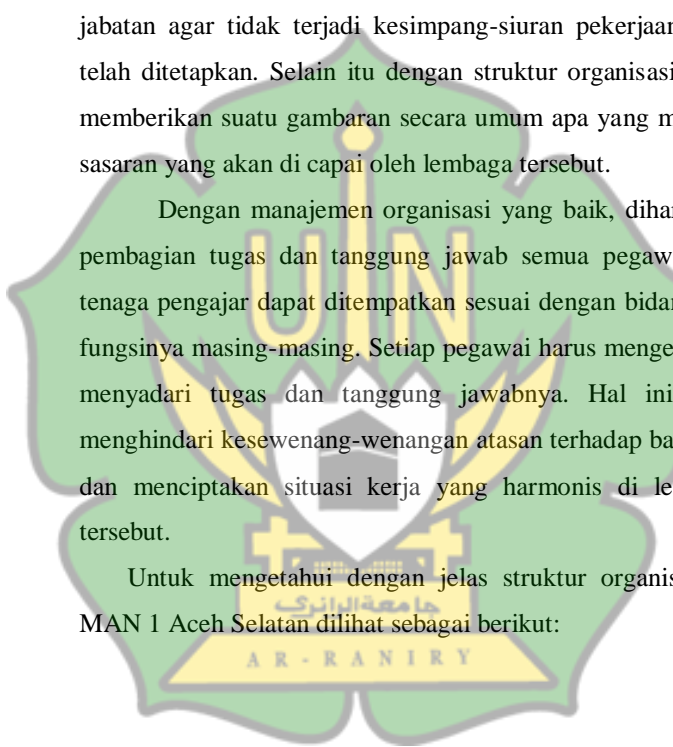 jabatan agar tidak terjadi kesimpang-siuran pekerjaan
telah ditetapkan. Selain itu dengan struktur organisasi
memberikan suatu gambaran secara umum apa yang m
sasaran yang akan di capai oleh lembaga tersebut.
Dengan manajemen organisasi yang baik, dihar
pembagian tugas dan tanggung jawab semua pegaw
tenaga pengajar dapat ditempatkan sesuai dengan bidan
fungsinya masing-masing. Setiap pegawai harus menge
menyadari tugas dan tanggung jawabnya. Hal ini
menghindari kesewenang-wenangan atasan terhadap ba
dan menciptakan situasi kerja yang harmonis di le
tersebut.
Untuk mengetahui dengan jelas struktur organis
MAN 1 Aceh Selatan dilihat sebagai berikut:
UIN
جامعة الرانري
AR-RANIRY